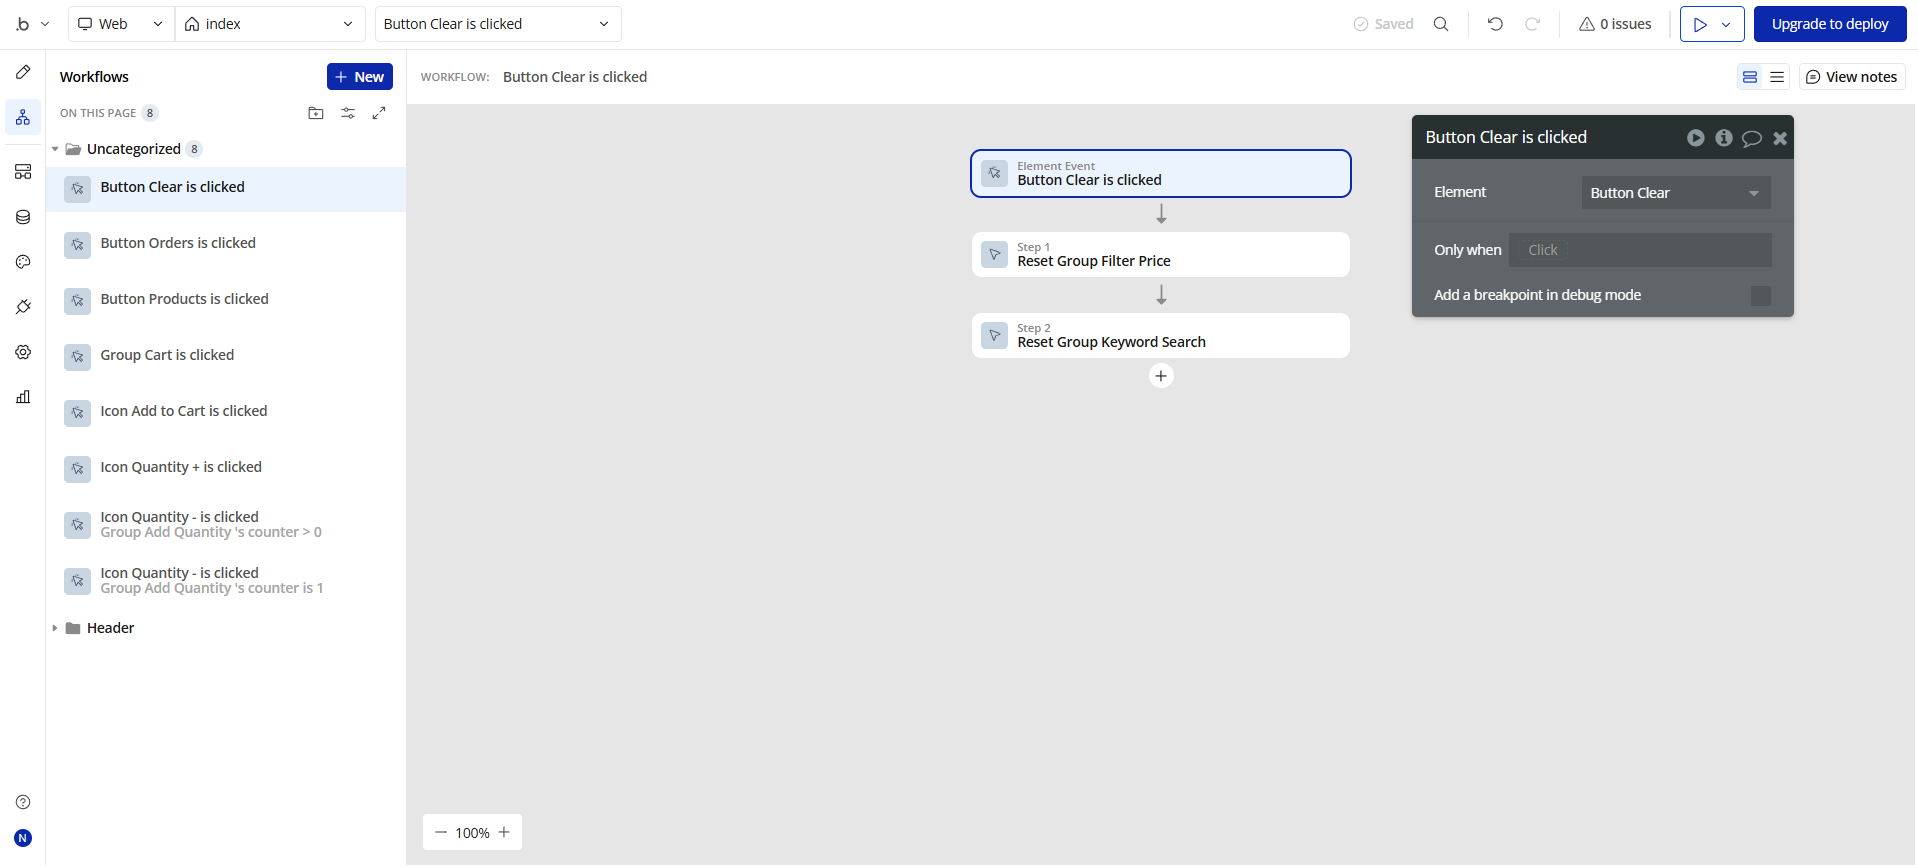 .b Web index Button Clear is clicked Saved 0 issues Upgrade to deploy
Workflows + New
ON THIS PAGE 8
Uncategorized 8
Button Clear is clicked
Button Orders is clicked
Button Products is clicked
Group Cart is clicked
Icon Add to Cart is clicked
Icon Quantity + is clicked
Icon Quantity - is clicked
Group Add Quantity 's counter > 0
Icon Quantity - is clicked
Group Add Quantity 's counter is 1
Header
N
WORKFLOW: Button Clear is clicked
View notes
Element Event
Button Clear is clicked
Step 1
Reset Group Filter Price
Step 2
Reset Group Keyword Search
Button Clear is clicked
Element Button Clear
Only when Click
Add a breakpoint in debug mode
100%